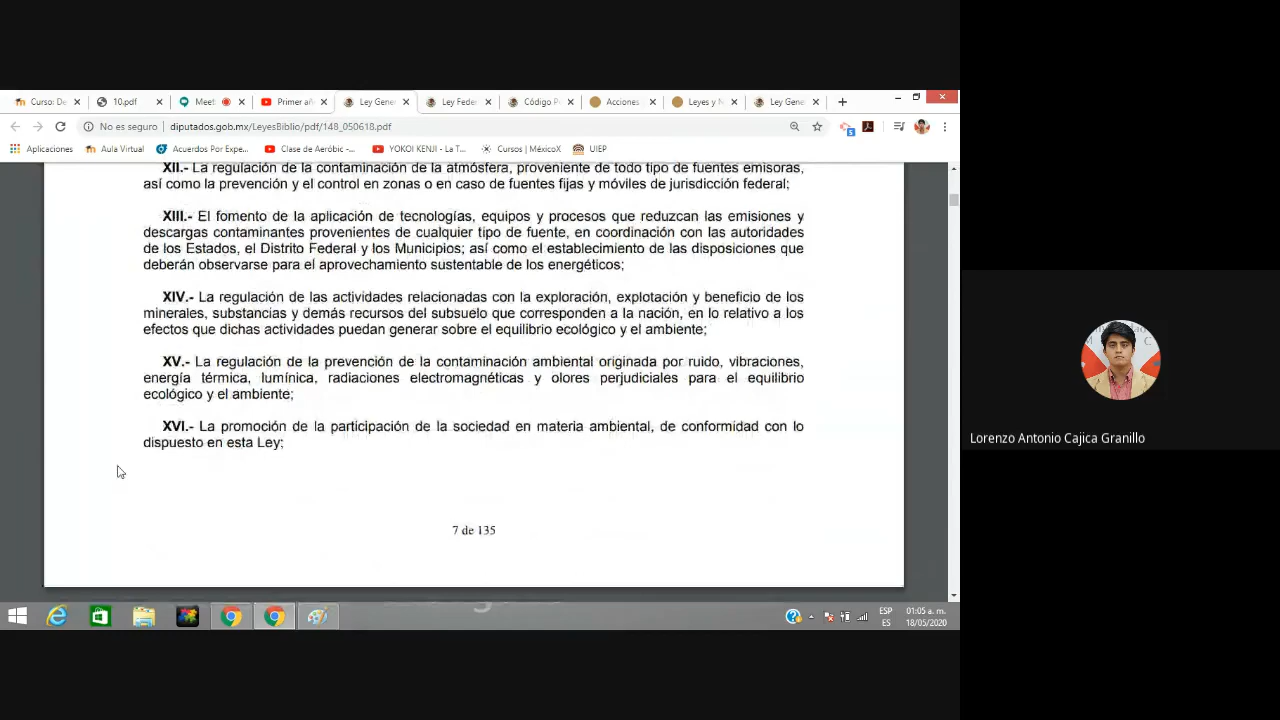 Curso: De
10.pdf
Meet
Primer añ
Ley Gene
Ley Feder
Código P
Acciones
Leyes y N
Ley Gene
No es seguro
diputados.gob.mx/LeyesBiblio/pdf/148_050618.pdf
5
Aplicaciones
Aula Virtual
Acuerdos Por Expe...
Clase de Aeróbic -...
YOKOI KENJI - La T...
Cursos | MéxicoX
UIEP
XII.- La regulación de la contaminación de la atmósfera, proveniente de todo tipo de fuentes emisoras,
así como la prevención y el control en zonas o en caso de fuentes fijas y móviles de jurisdicción federal;
XIII.- El fomento de la aplicación de tecnologías, equipos y procesos que reduzcan las emisiones y
descargas contaminantes provenientes de cualquier tipo de fuente, en coordinación con las autoridades
de los Estados, el Distrito Federal y los Municipios; así como el establecimiento de las disposiciones que
deberán observarse para el aprovechamiento sustentable de los energéticos;
XIV.- La regulación de las actividades relacionadas con la exploración, explotación y beneficio de los
minerales, substancias y demás recursos del subsuelo que corresponden a la nación, en lo relativo a los
efectos que dichas actividades puedan generar sobre el equilibrio ecológico y el ambiente;
XV.- La regulación de la prevención de la contaminación ambiental originada por ruido, vibraciones,
energía térmica, lumínica, radiaciones electromagnéticas y olores perjudiciales para el equilibrio
ecológico y el ambiente;
XVI.- La promoción de la participación de la sociedad en materia ambiental, de conformidad con lo
dispuesto en esta Ley;
7 de 135
Lorenzo Antonio Cajica Granillo
ESP
ES
01:05 a. m.
18/05/2020